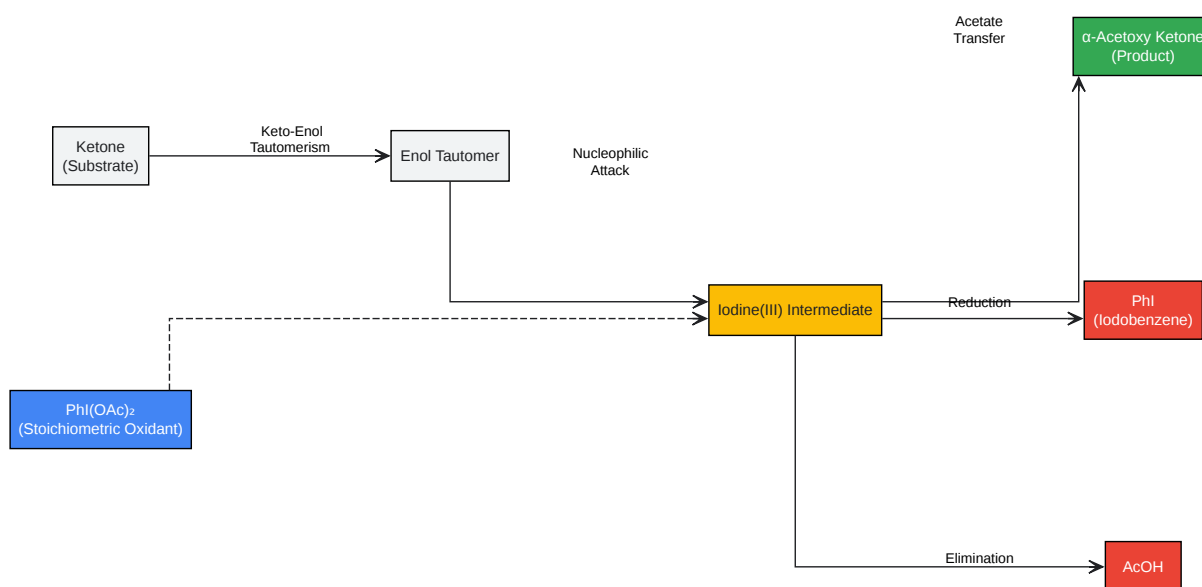 Acetate
Transfer
α-Acetoxy Ketone
(Product)
Keto-Enol
Tautomerism
Ketone
(Substrate)
Enol Tautomer
Nucleophilic
Attack
Iodine(III) Intermediate
Reduction
PhI
(Iodobenzene)
PhI(OAc)₂
(Stoichiometric Oxidant)
Elimination
AcOH